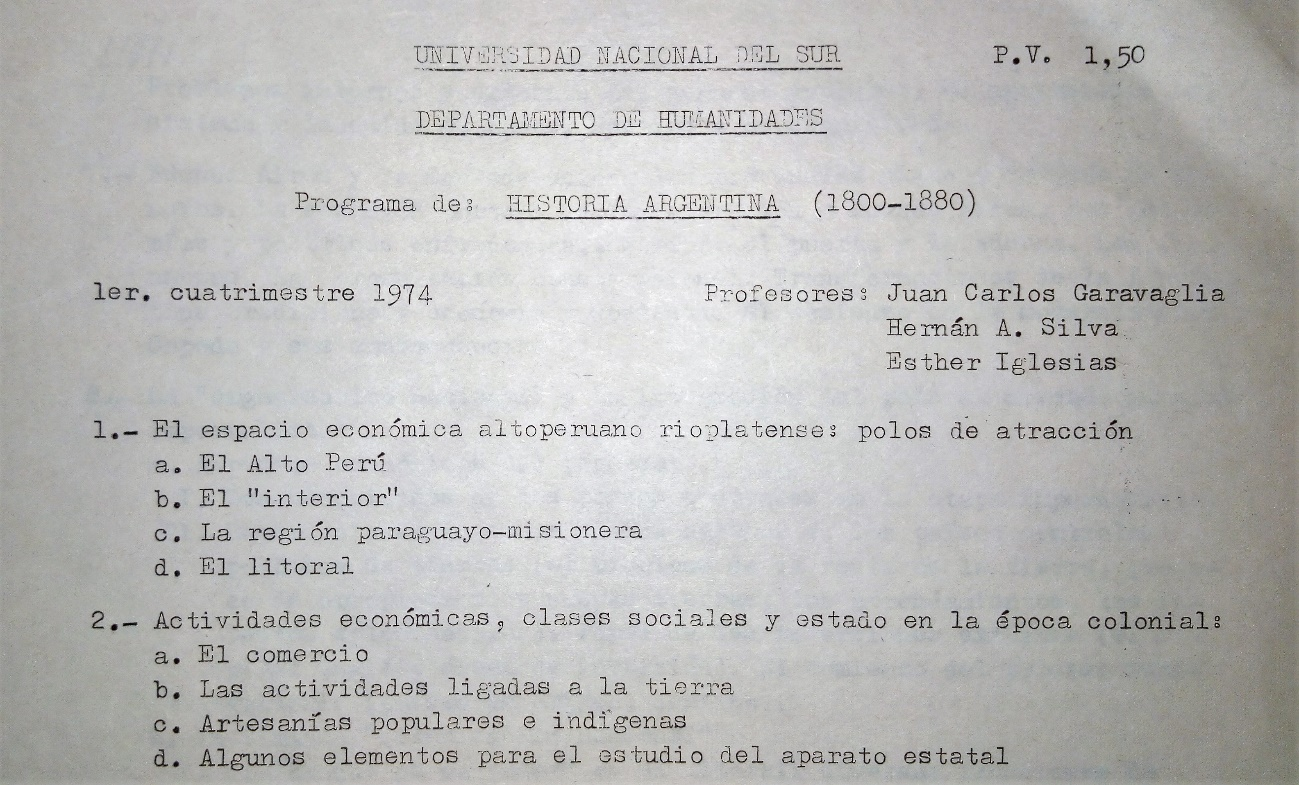 UNIVERSIDAD NACIONAL DEL SUR P.V. 1,50
DEPARTAMENTO DE HUMANIDADES
Programa de: HISTORIA ARGENTINA (1800-1880)
1er. cuatrimestre 1974 Profesores: Juan Carlos Garavaglia
Hernán A. Silva
Esther Iglesias
1.- El espacio económica altoperuano rioplatense: polos de atracción
a. El Alto Perú
b. El "interior"
c. La región paraguayo-misionera
d. El litoral
2.- Actividades económicas, clases sociales y estado en la época colonial:
a. El comercio
b. Las actividades ligadas a la tierra
c. Artesanías populares e indígenas
d. Algunos elementos para el estudio del aparato estatal